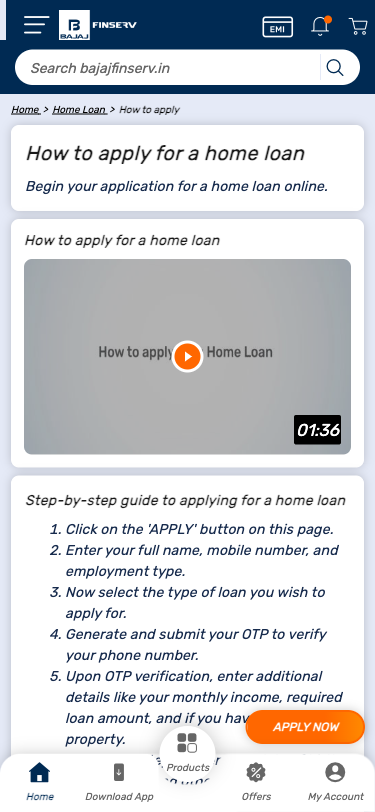 BAJAJ FINSERV
EMI
Search bajajfinserv.in
Home > Home Loan > How to apply
How to apply for a home loan
Begin your application for a home loan online.
How to apply for a home loan
How to apply Home Loan
01:36
Step-by-step guide to applying for a home loan
1. Click on the 'APPLY' button on this page.
2. Enter your full name, mobile number, and
employment type.
3. Now select the type of loan you wish to
apply for.
4. Generate and submit your OTP to verify
your phone number.
5. Upon OTP verification, enter additional
details like your monthly income, required
loan amount, and if you hav
property.
APPLY NOW
Home
Download App
Products
Offers
My Account